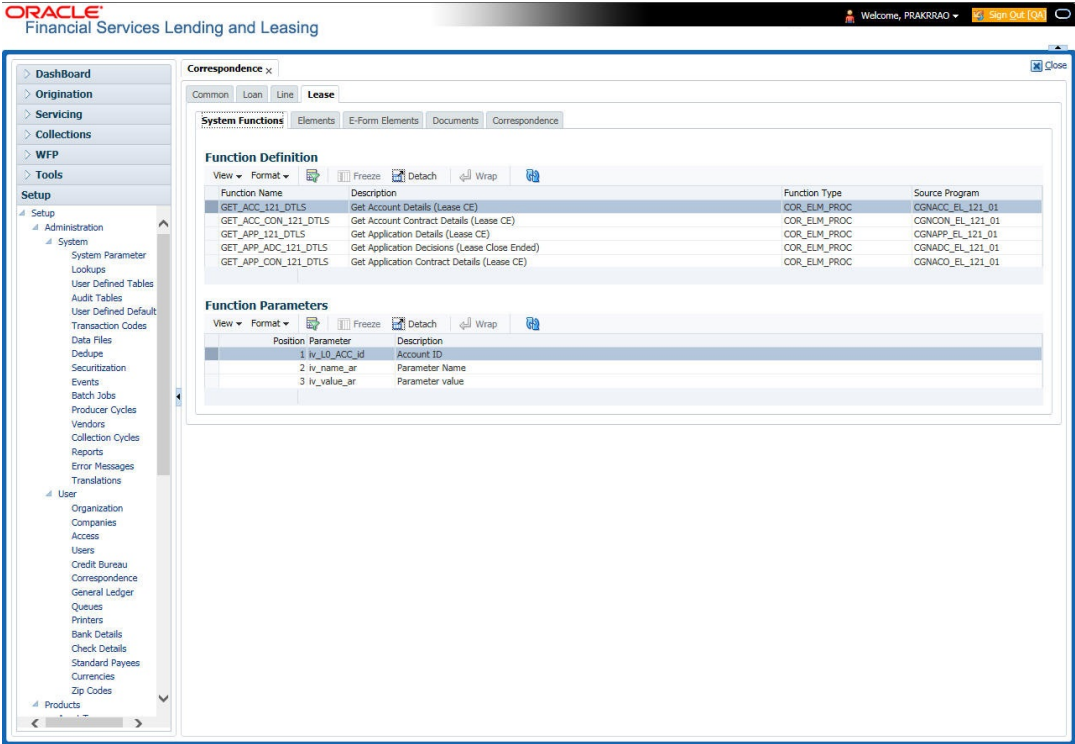 ORACLE
Financial Services Lending and Leasing
Welcome, PRAKRRAO
Sign Out [QA]
DashBoard
Origination
Servicing
Collections
WFP
Tools
Setup
Setup
Administration
System
System Parameter
Lookups
User Defined Tables
Audit Tables
User Defined Default
Transaction Codes
Data Files
Dedupe
Securitization
Events
Batch Jobs
Producer Cycles
Vendors
Collection Cycles
Reports
Error Messages
Translations
User
Organization
Companies
Access
Users
Credit Bureau
Correspondence
General Ledger
Queues
Printers
Bank Details
Check Details
Standard Payees
Currencies
Zip Codes
Products
Correspondence x
Close
Common Loan Line Lease
System Functions Elements E-Form Elements Documents Correspondence
Function Definition
View Format Freeze Detach Wrap
Function Name Description Function Type Source Program
GET_ACC_121_DTLS Get Account Details (Lease CE) COR_ELM_PROC CGNACC_EL_121_01
GET_ACC_CON_121_DTLS Get Account Contract Details (Lease CE) COR_ELM_PROC CGNCON_EL_121_01
GET_APP_121_DTLS Get Application Details (Lease CE) COR_ELM_PROC CGNAPP_EL_121_01
GET_APP_ADC_121_DTLS Get Application Decisions (Lease Close Ended) COR_ELM_PROC CGNADC_EL_121_01
GET_APP_CON_121_DTLS Get Application Contract Details (Lease CE) COR_ELM_PROC CGNACO_EL_121_01
Function Parameters
View Format Freeze Detach Wrap
Position Parameter Description
1 iv_L0_ACC_id Account ID
2 iv_name_ar Parameter Name
3 iv_value_ar Parameter value